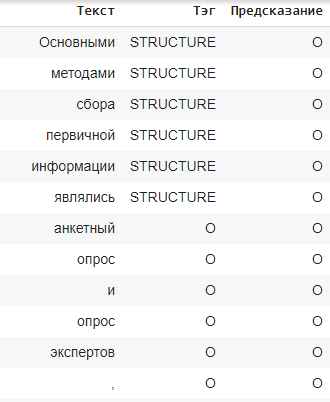 Текст Тэг Предсказание
Основными STRUCTURE O
методами STRUCTURE O
сбора STRUCTURE O
первичной STRUCTURE O
информации STRUCTURE O
являлись STRUCTURE O
анкетный O O
опрос O O
и O O
опрос O O
экспертов O O
, O O